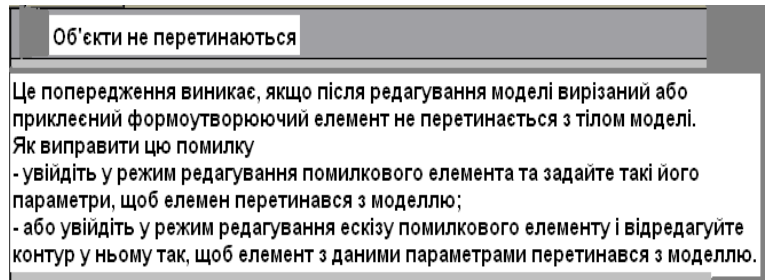 Об'єкти не перетинаються
Це попередження виникає, якщо після редагування моделі вирізаний або
приклеєний формоутворюючий елемент не перетинається з тілом моделі.
Як виправити цю помилку
- увійдіть у режим редагування помилкового елемента та задайте такі його
параметри, щоб елемен перетинався з моделлю;
- або увійдіть у режим редагування ескізу помилкового елементу і відредагуйте
контур у ньому так, щоб елемент з даними параметрами перетинався з моделлю.